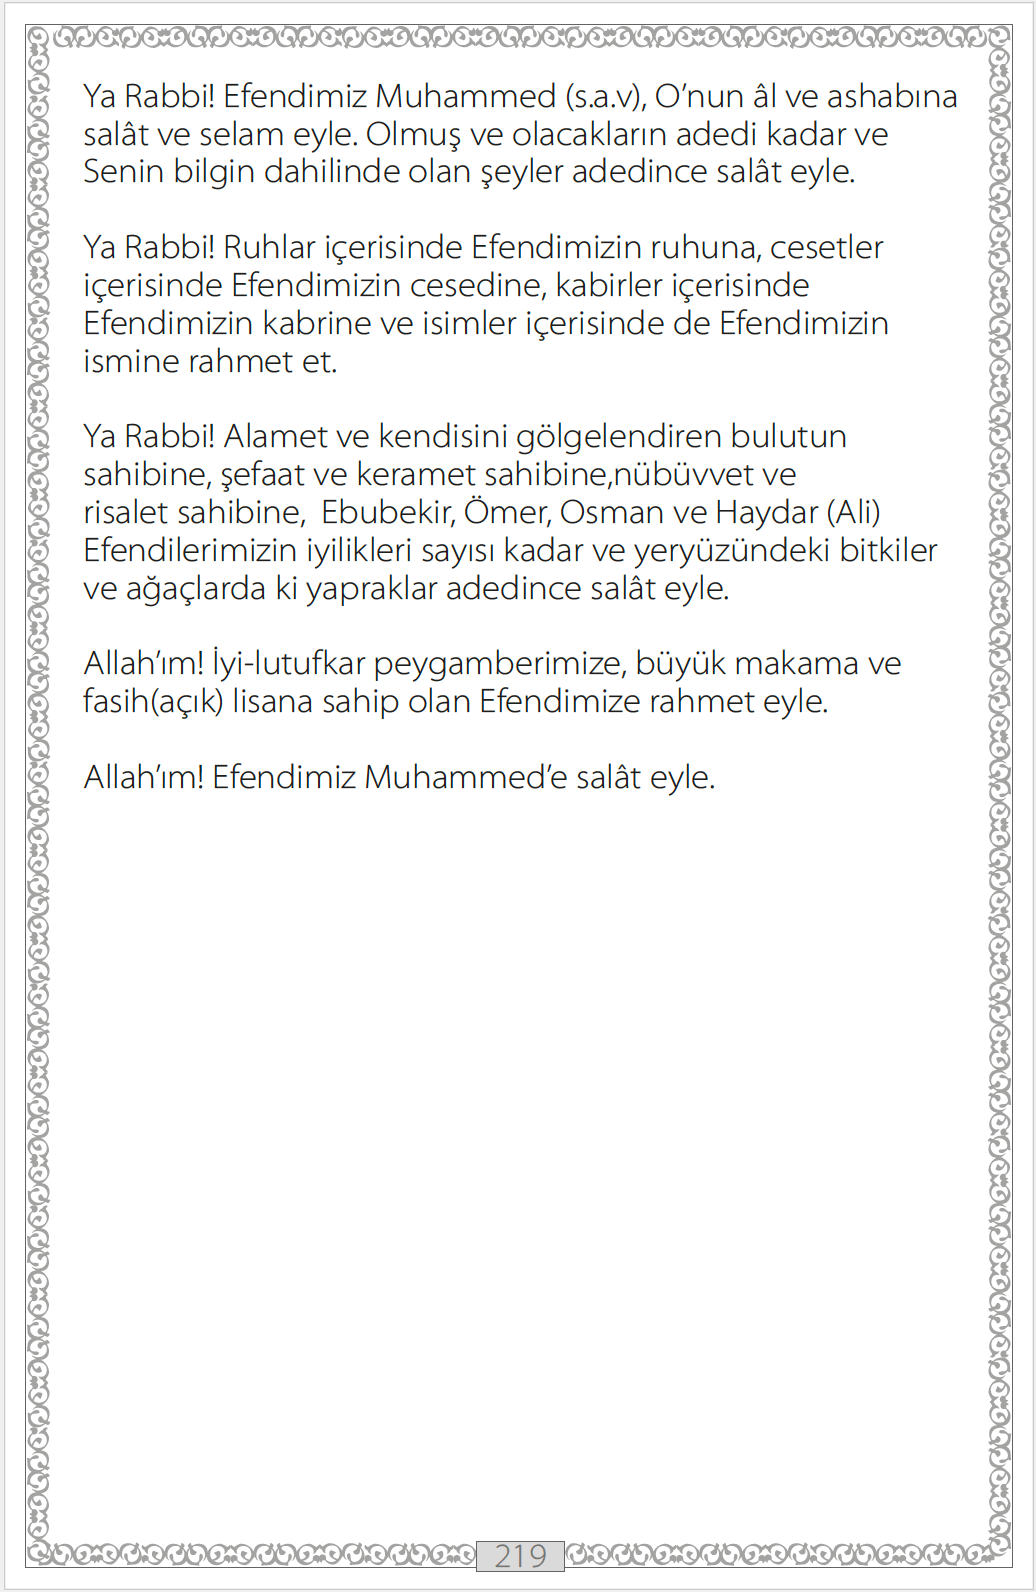 Ya Rabbi! Efendimiz Muhammed (s.a.v), O’nun âl ve ashabına
salât ve selam eyle. Olmuş ve olacakların adedi kadar ve
Senin bilgin dahilinde olan şeyler adedince salât eyle.
Ya Rabbi! Ruhlar içerisinde Efendimizin ruhuna, cesetler
içerisinde Efendimizin cesedine, kabirler içerisinde
Efendimizin kabrine ve isimler içerisinde de Efendimizin
ismine rahmet et.
Ya Rabbi! Alamet ve kendisini gölgelendiren bulutun
sahibine, şefaat ve keramet sahibine,nübüvvet ve
risalet sahibine,  Ebubekir, Ömer, Osman ve Haydar (Ali)
Efendilerimizin iyilikleri sayısı kadar ve yeryüzündeki bitkiler
ve ağaçlarda ki yapraklar adedince salât eyle.
Allah’ım! İyi-lutufkar peygamberimize, büyük makama ve
fasih(açık) lisana sahip olan Efendimize rahmet eyle.
Allah’ım! Efendimiz Muhammed’e salât eyle.
219